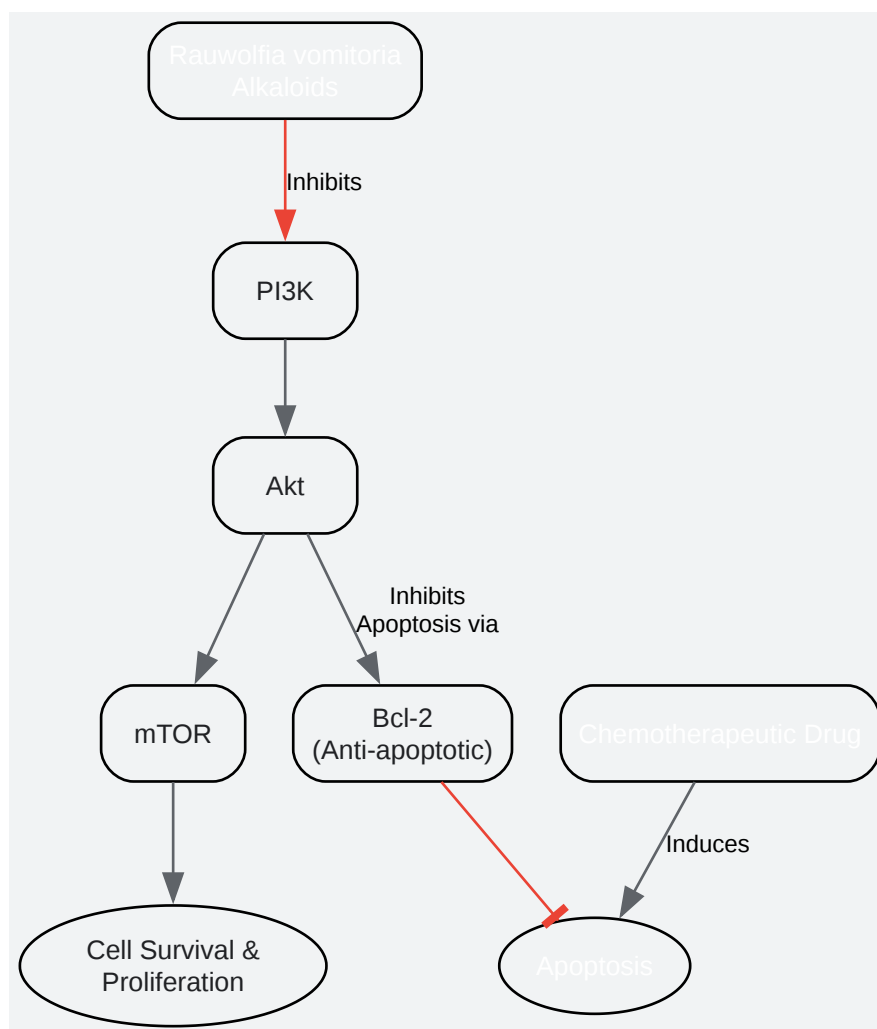 Rauwolfia vomitoria
Alkaloids
Inhibits
PI3K
Akt
Inhibits
Apoptosis via
mTOR
Bcl-2
(Anti-apoptotic)
Chemotherapeutic Drug
Induces
Cell Survival &
Proliferation
Apoptosis